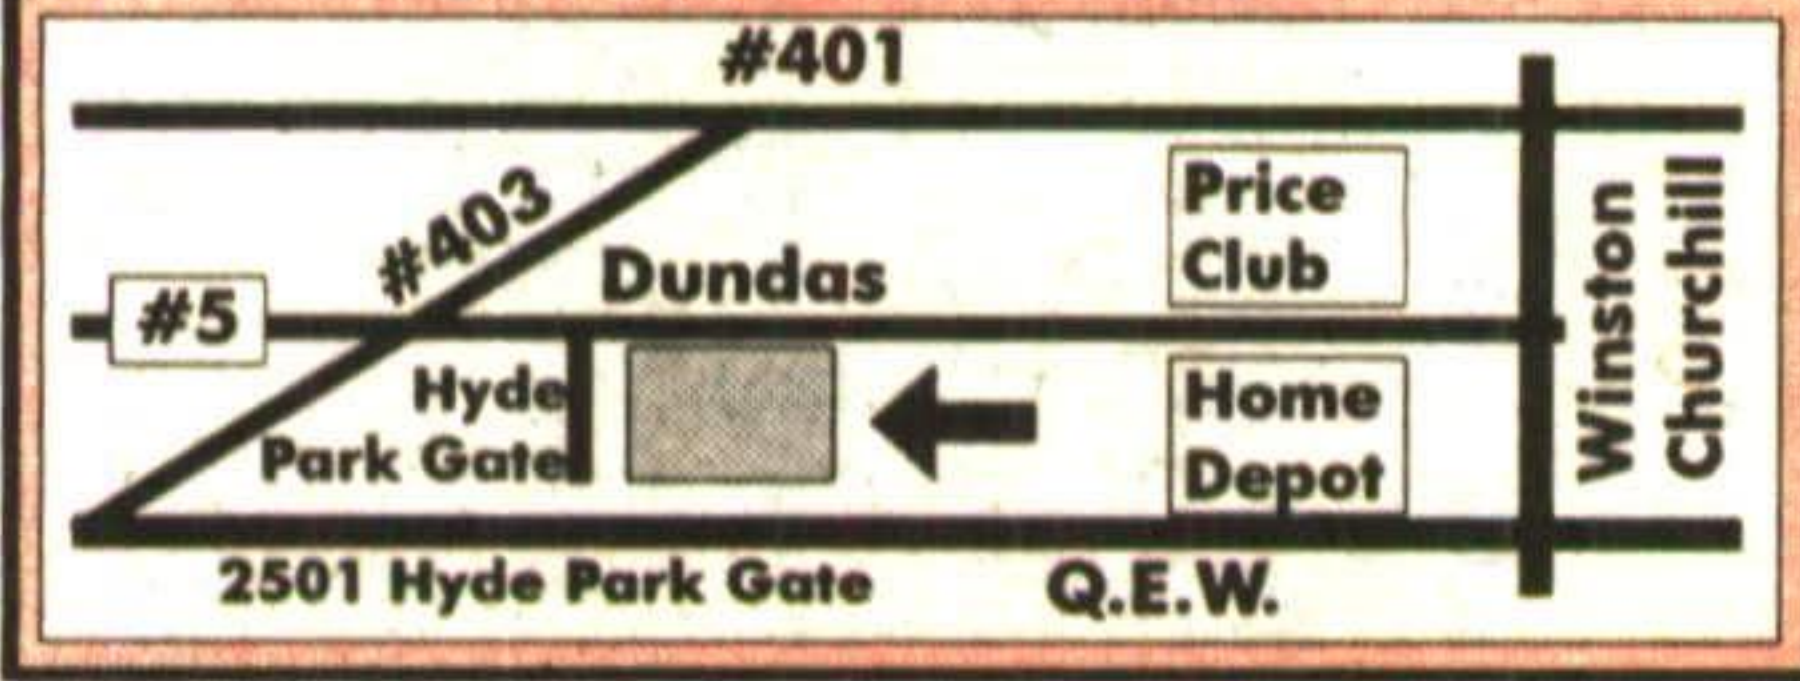 #401
#403
Price
Club
Dundas
#5
Winston
Churchill
Hyde
Park Gate
Home
Depot
2501 Hyde Park Gate
Q.E.W.